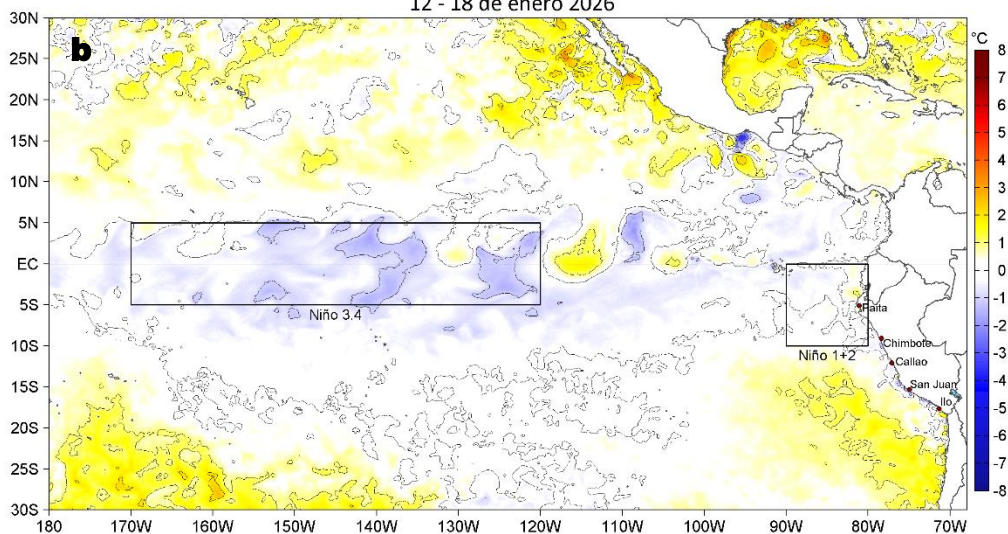 12 - 18 de enero 2026
b
°C
30N
25N
20N
15N
10N
5N
EC
5S
10S
15S
20S
25S
30S
Niño 3.4
Niño 1+2
Paita
Chimbote
Callao
San Juan
Ilo
8
7
6
5
4
3
2
1
0
-1
-2
-3
-4
-5
-6
-7
-8
180 170W 160W 150W 140W 130W 120W 110W 100W 90W 80W 70W